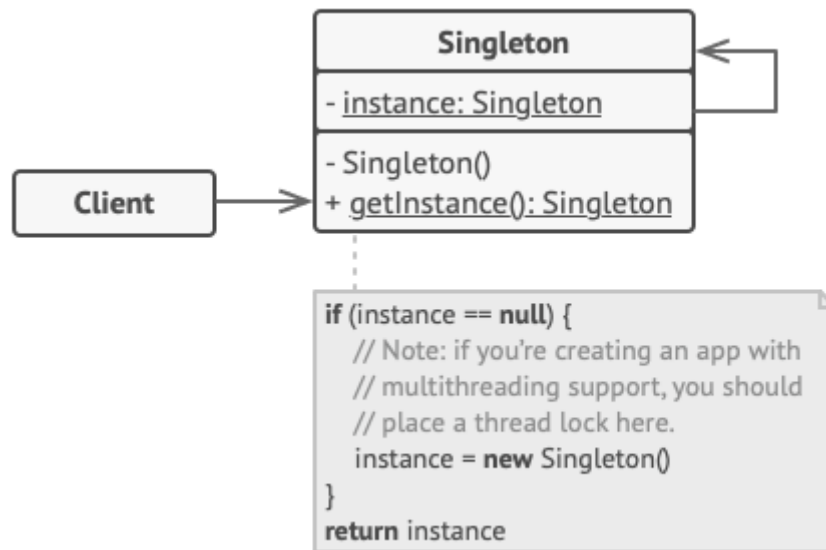 Singleton
- instance: Singleton
- Singleton()
+ getInstance(): Singleton
Client
if (instance == null) {
// Note: if you’re creating an app with
// multithreading support, you should
// place a thread lock here.
instance = new Singleton()
}
return instance